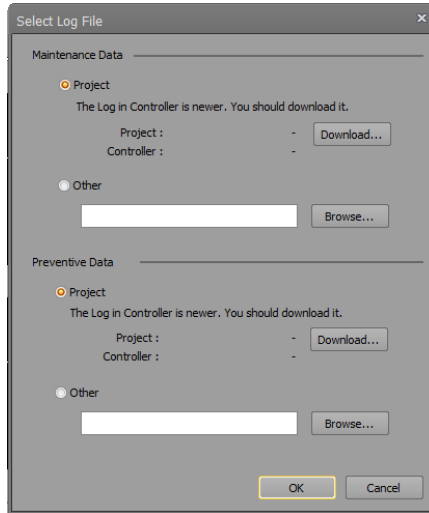 Select Log File
×
Maintenance Data
Project
The Log in Controller is newer. You should download it.
Project : - Download...
Controller : -
Other
Browse...
Preventive Data
Project
The Log in Controller is newer. You should download it.
Project : - Download...
Controller : -
Other
Browse...
OK Cancel